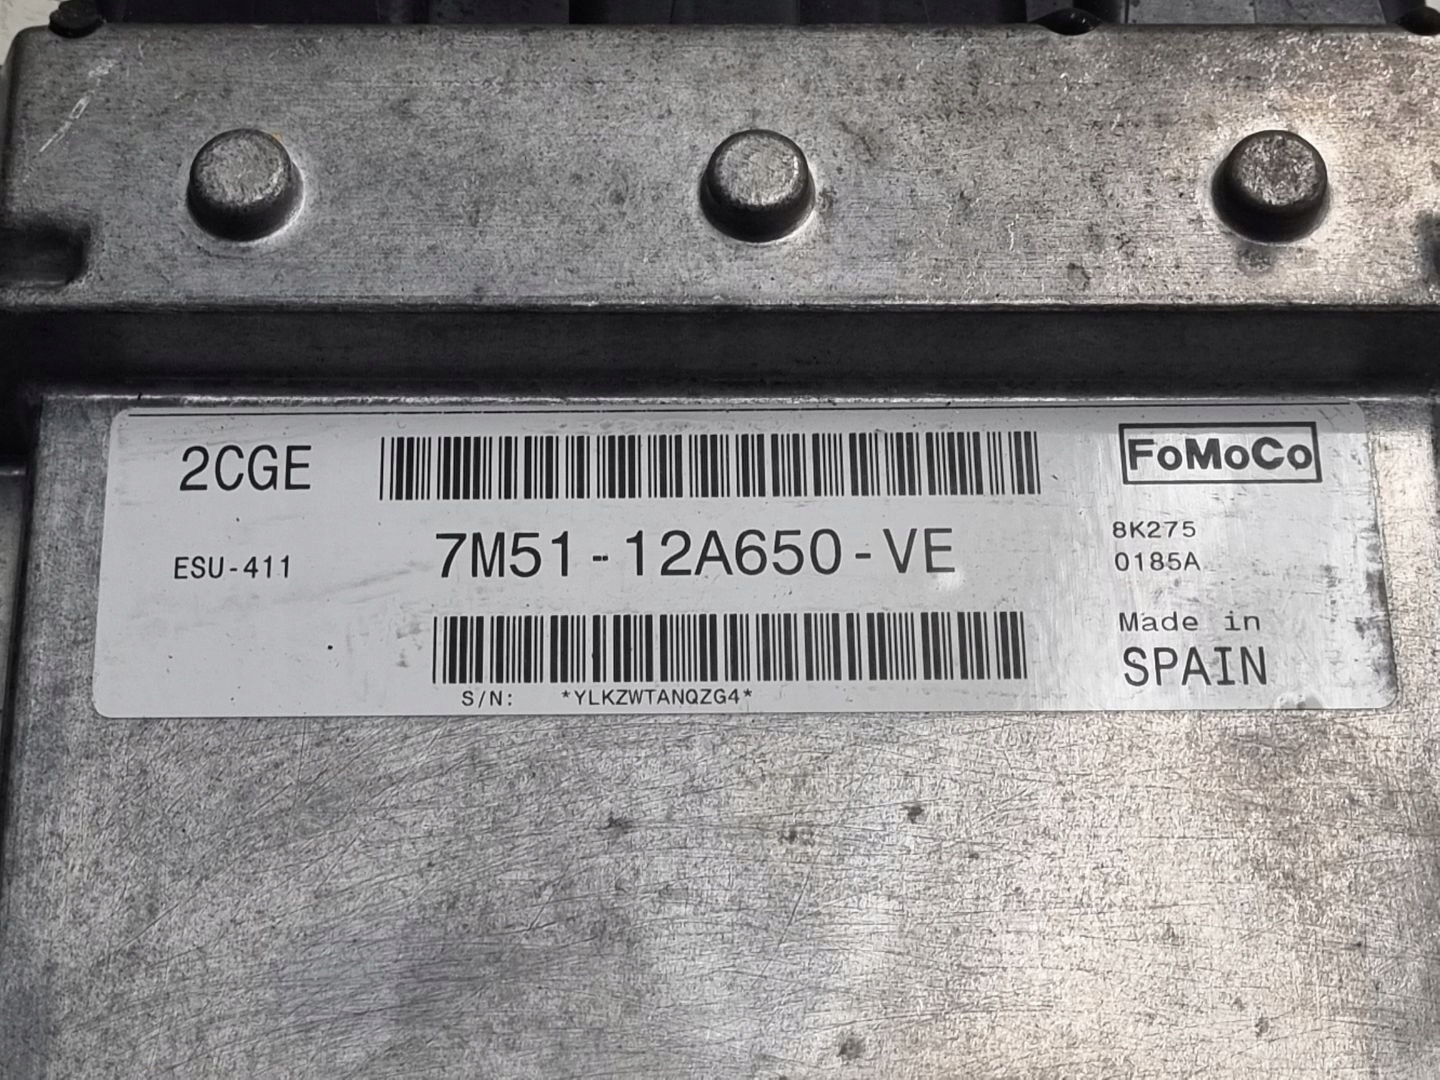 2CGE
FoMoCo
ESU-411
7M51-12A650-VE
8K275
0185A
Made in
SPAIN
S/N: *YLKZWTANQZG4*